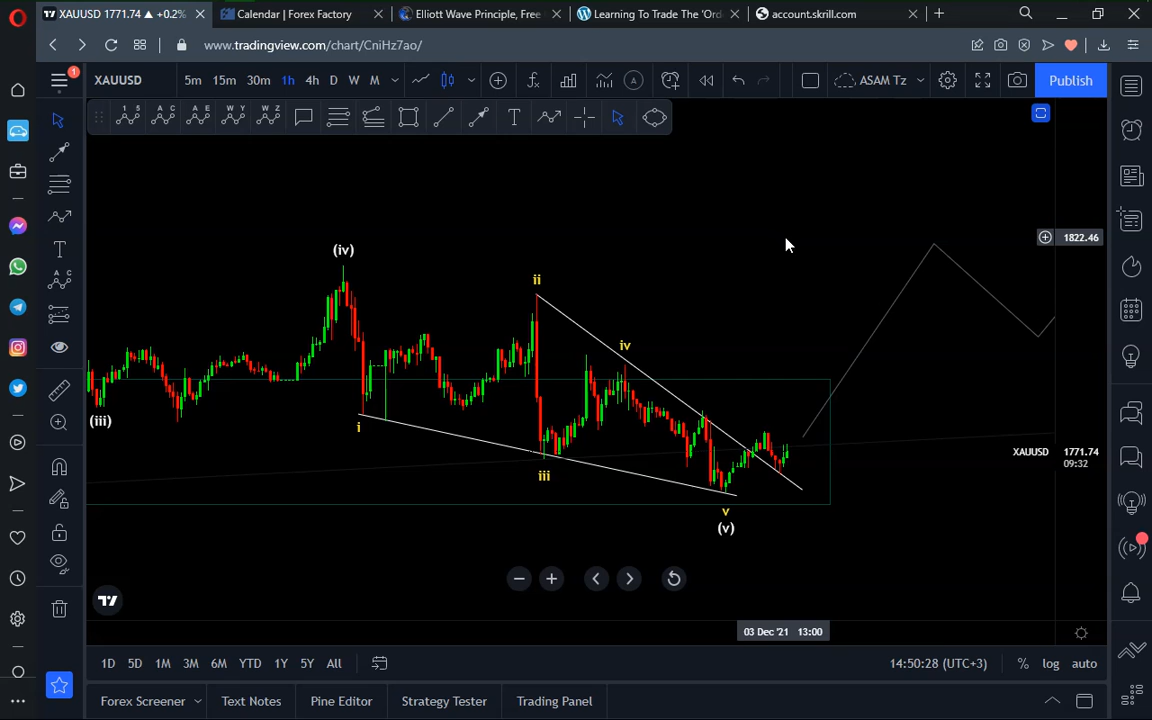 XAUUSD 1771.74 ▲ +0.2%
Calendar | Forex Factory
Elliott Wave Principle, Free
Learning To Trade The 'Ord
account.skrill.com
www.tradingview.com/chart/CniHz7ao/
1
XAUUSD 5m 15m 30m 1h 4h D W M ASAM Tz Publish
1 5 A C A E W Y W Z
T
T
A C
1822.46
(iv)
ii
iv
(iii)
i
iii
v
(v)
XAUUSD 1771.74
09:32
03 Dec '21 13:00
1D 5D 1M 3M 6M YTD 1Y 5Y All 14:50:28 (UTC+3) % log auto
Forex Screener Text Notes Pine Editor Strategy Tester Trading Panel